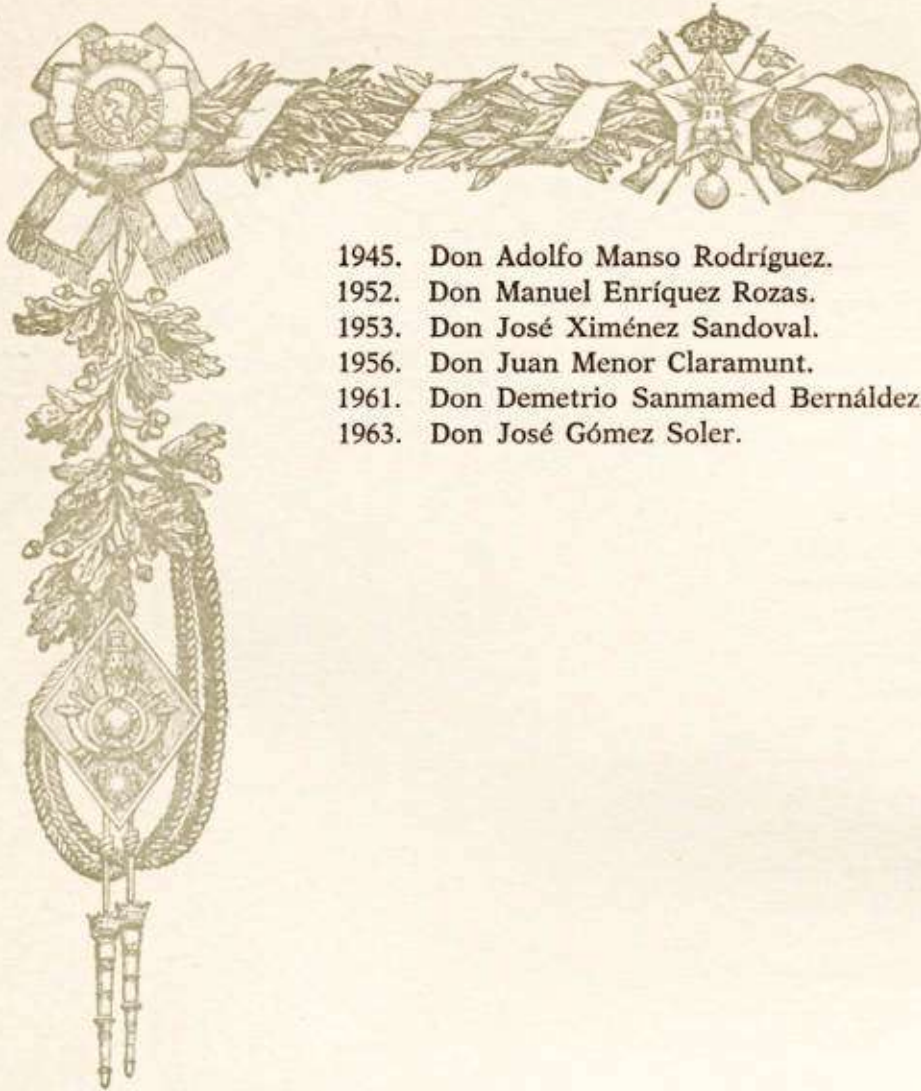 1945. Don Adolfo Manso Rodríguez.
1952. Don Manuel Enríquez Rozas.
1953. Don José Ximénez Sandoval.
1956. Don Juan Menor Claramunt.
1961. Don Demetrio Sanmamed Bernáldez
1963. Don José Gómez Soler.